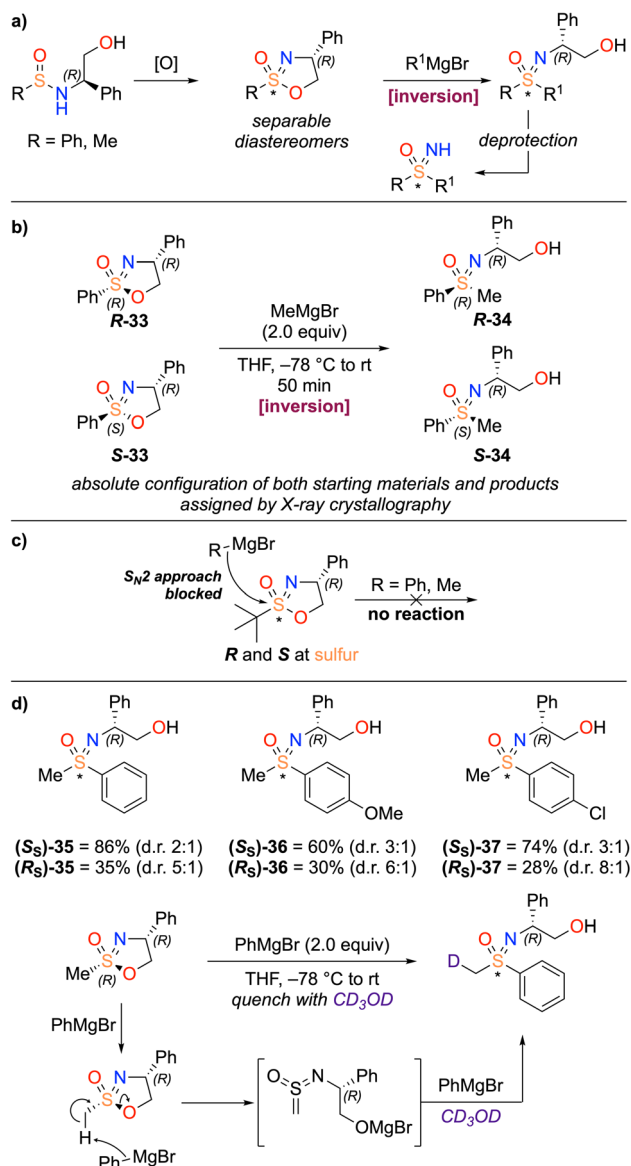 a)
O
OH
S
(R)
R
N
H
Ph
R = Ph, Me
[O]
O
N
Ph
(R)
S
R
*
O
separable
diastereomers
R¹MgBr
[inversion]
Ph
O
N
(R)
OH
S
R
*
R¹
deprotection
O
NH
S
R
*
R¹
b)
O
N
Ph
(R)
S
Ph
(R)
O
R-33
O
N
Ph
(R)
S
Ph
(S)
O
S-33
MeMgBr
(2.0 equiv)
THF, –78 °C to rt
50 min
[inversion]
Ph
O
N
(R)
OH
S
Ph
(R)
Me
R-34
Ph
O
N
(R)
OH
S
Ph
(S)
Me
S-34
absolute configuration of both starting materials and products
assigned by X-ray crystallography
c)
R
MgBr
SN2 approach
blocked
O
N
Ph
(R)
S
*
O
R = Ph, Me
no reaction
R and S at sulfur
d)
Ph
O
N
(R)
OH
S
Me
*
(SS)-35 = 86% (d.r. 2:1)
(RS)-35 = 35% (d.r. 5:1)
Ph
O
N
(R)
OH
S
Me
*
OMe
(SS)-36 = 60% (d.r. 3:1)
(RS)-36 = 30% (d.r. 6:1)
Ph
O
N
(R)
OH
S
Me
*
Cl
(SS)-37 = 74% (d.r. 3:1)
(RS)-37 = 28% (d.r. 8:1)
O
N
Ph
(R)
S
Me
(R)
O
PhMgBr (2.0 equiv)
THF, –78 °C to rt
quench with CD3OD
Ph
O
N
(R)
OH
S
D
*
PhMgBr
O
N
Ph
(R)
S
O
H
Ph
MgBr
O
N
Ph
S
(R)
OMgBr
PhMgBr
CD3OD